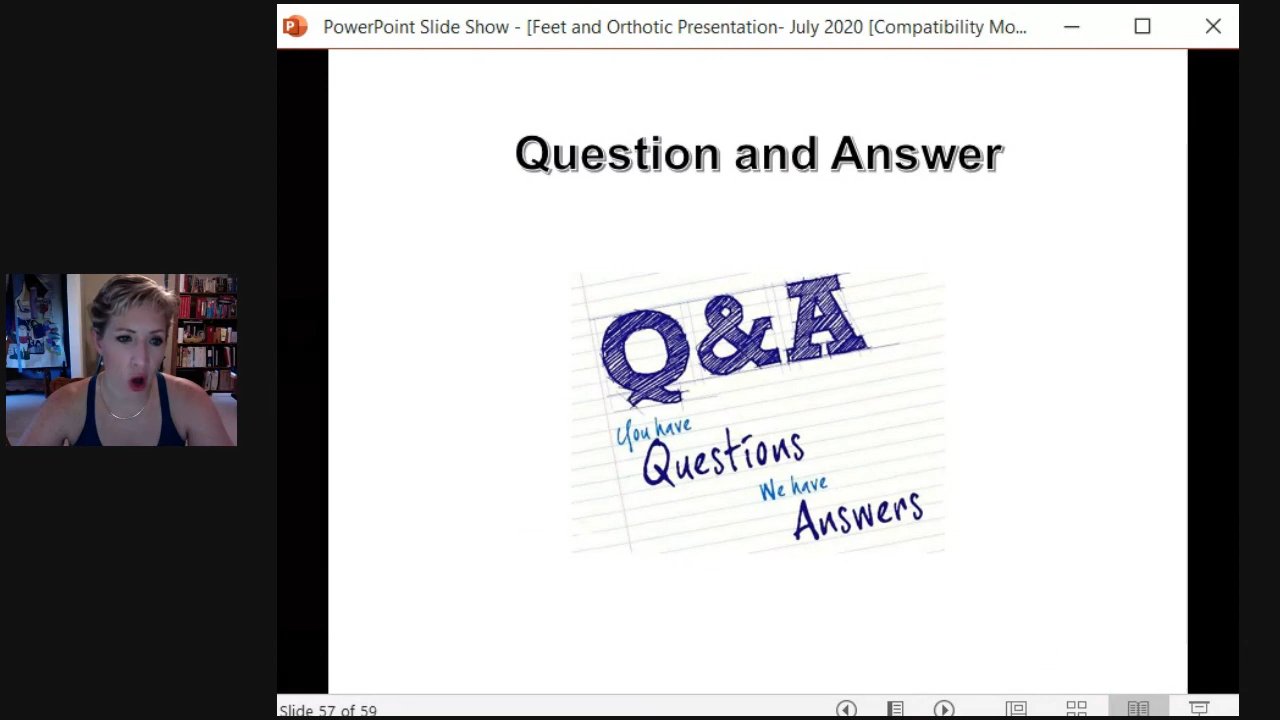 PowerPoint Slide Show - [Feet and Orthotic Presentation- July 2020 [Compatibility Mo...
Question and Answer
Q&A
You have
Questions
We have
Answers
Slide 57 of 59